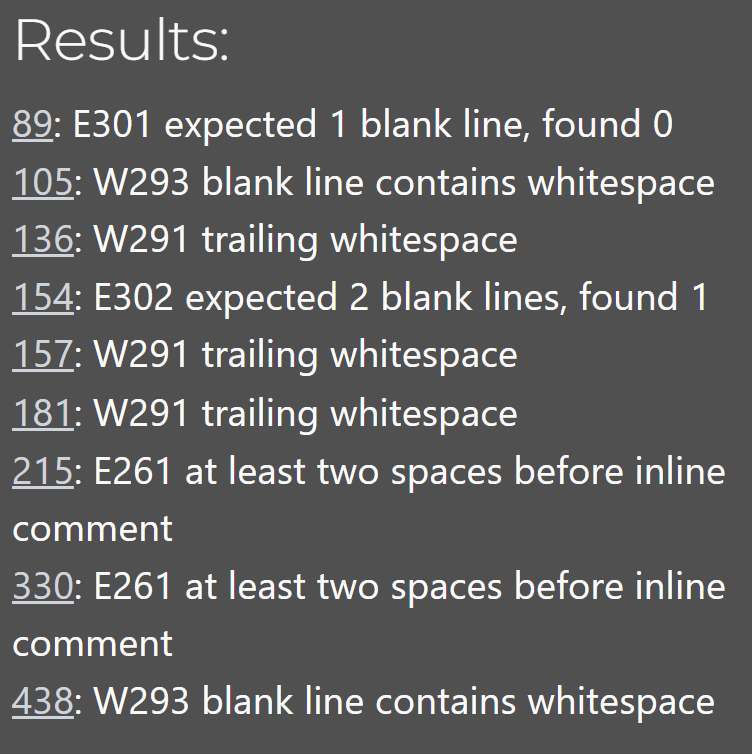 Results:
89: E301 expected 1 blank line, found 0
105: W293 blank line contains whitespace
136: W291 trailing whitespace
154: E302 expected 2 blank lines, found 1
157: W291 trailing whitespace
181: W291 trailing whitespace
215: E261 at least two spaces before inline
comment
330: E261 at least two spaces before inline
comment
438: W293 blank line contains whitespace